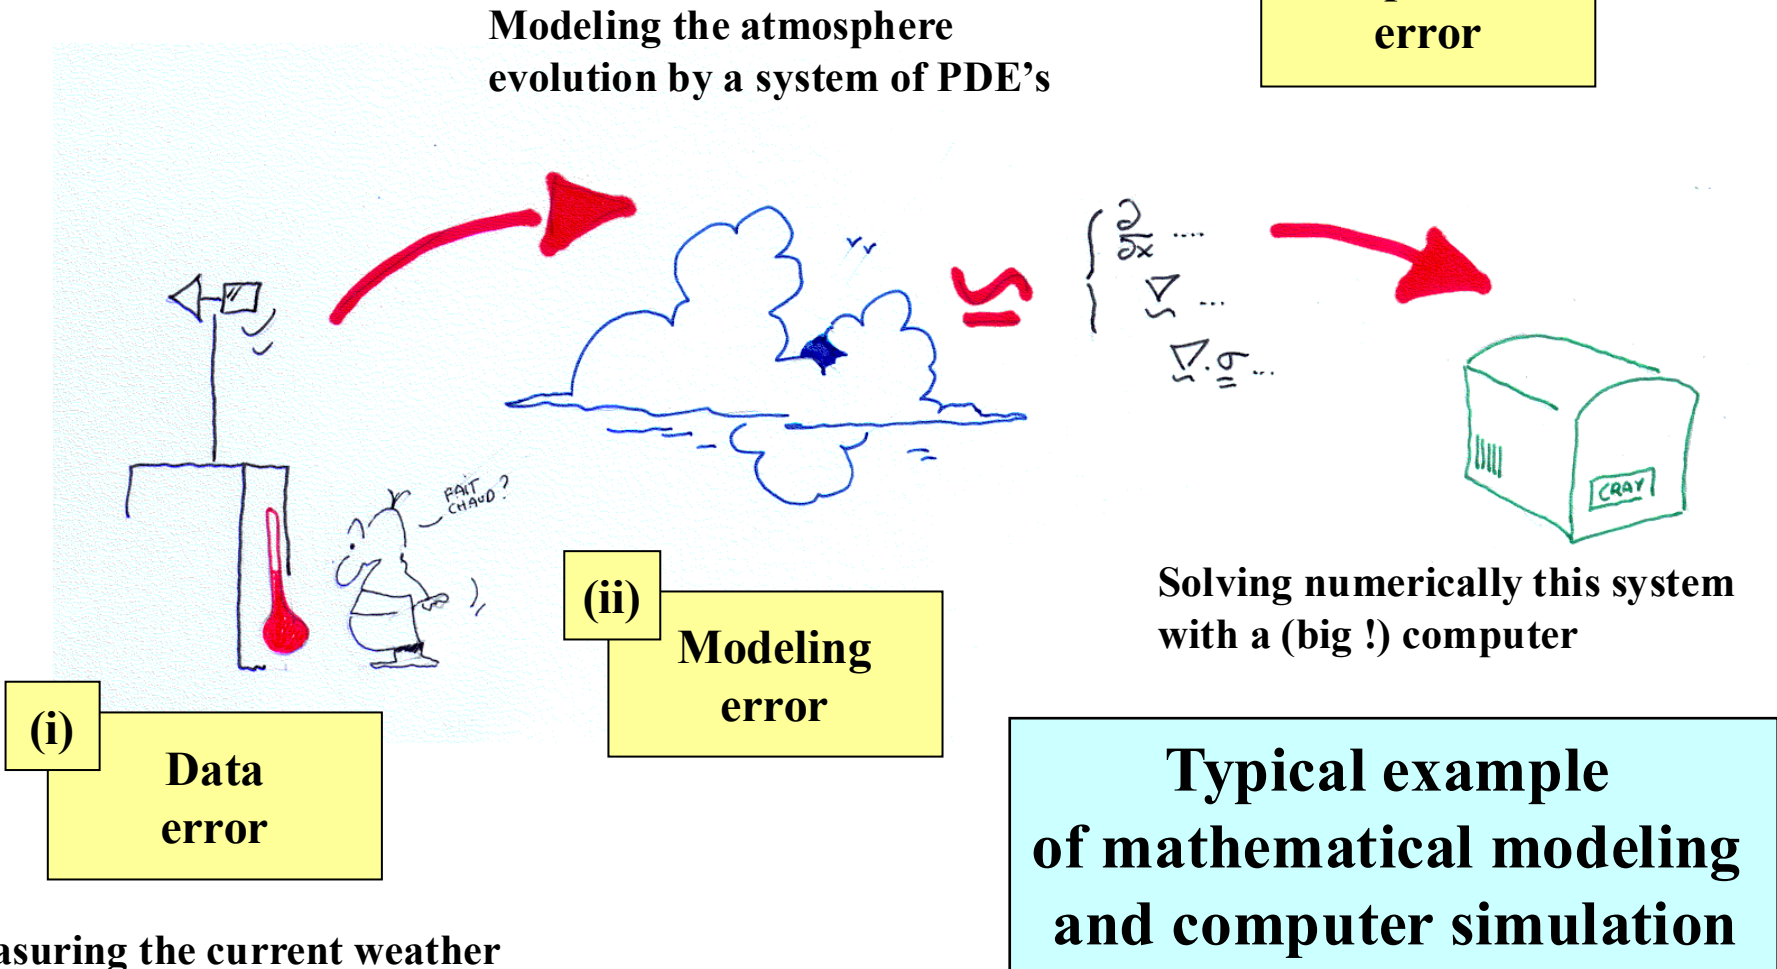 Modeling the atmosphere
evolution by a system of PDE's
error
∂/∂x ....
∇ ...
∇.σ...
FAIT
CHAUD?
CRAY
(ii)
Modeling
error
Solving numerically this system
with a (big !) computer
(i)
Data
error
Typical example
of mathematical modeling
and computer simulation
the current weather